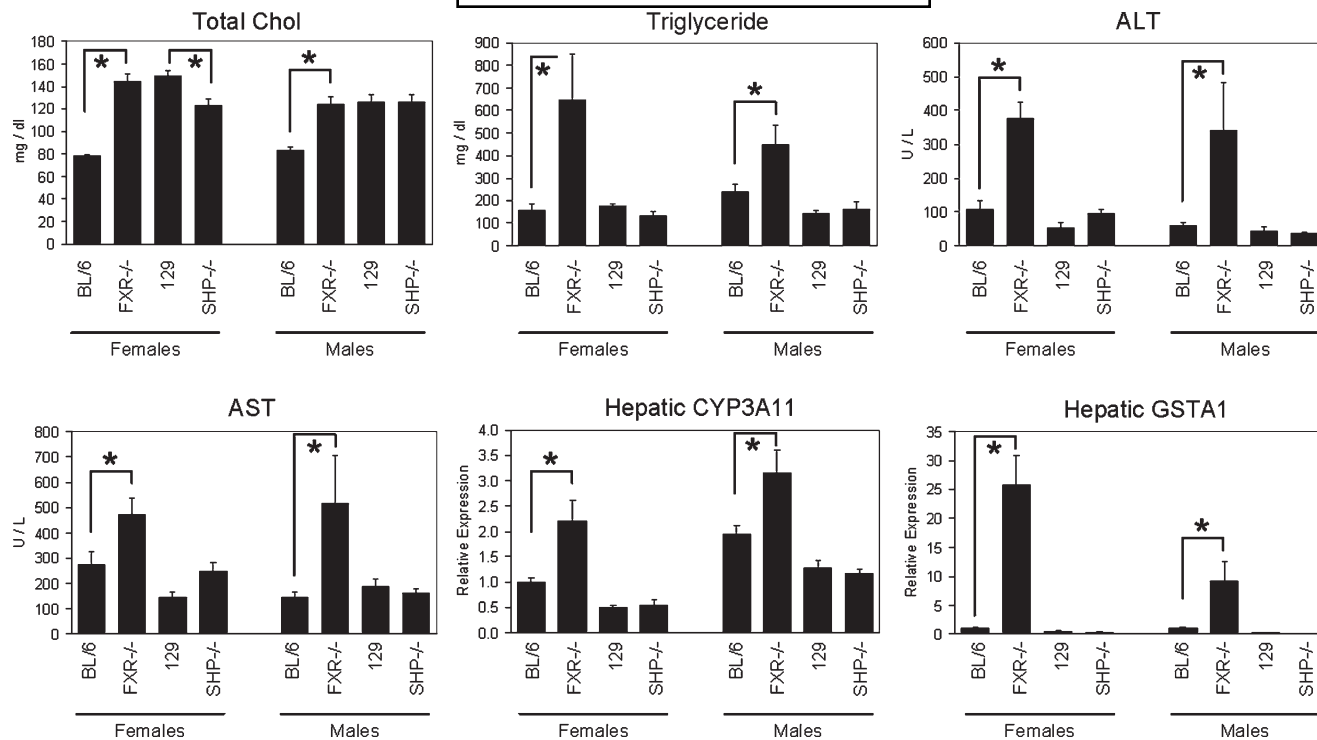 Total Chol
180
160
140
120
100
80
60
40
20
0
mg / dl
* * *
BL/6 FXR-/- 129 SHP-/- BL/6 FXR-/- 129 SHP-/-
Females Males
Triglyceride
900
800
700
600
500
400
300
200
100
0
mg / dl
* *
BL/6 FXR-/- 129 SHP-/- BL/6 FXR-/- 129 SHP-/-
Females Males
ALT
600
500
400
300
200
100
0
U / L
* *
BL/6 FXR-/- 129 SHP-/- BL/6 FXR-/- 129 SHP-/-
Females Males
AST
800
700
600
500
400
300
200
100
0
U / L
* *
BL/6 FXR-/- 129 SHP-/- BL/6 FXR-/- 129 SHP-/-
Females Males
Hepatic CYP3A11
4.0
3.5
3.0
2.5
2.0
1.5
1.0
0.5
0.0
Relative Expression
* *
BL/6 FXR-/- 129 SHP-/- BL/6 FXR-/- 129 SHP-/-
Females Males
Hepatic GSTA1
35
30
25
20
15
10
5
0
Relative Expression
* *
BL/6 FXR-/- 129 SHP-/- BL/6 FXR-/- 129 SHP-/-
Females Males